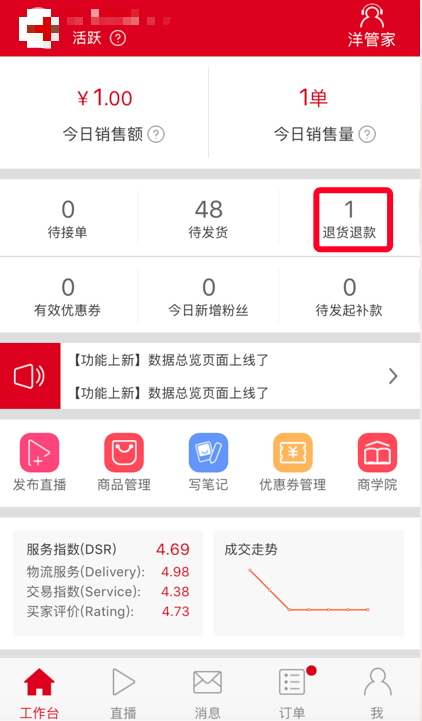 活跃 ?
洋管家
¥1.00
1单
今日销售额 ?
今日销售量 ?
0
48
1
待接单
待发货
退货退款
0
0
0
有效优惠券
今日新增粉丝
待发起补款
【功能上新】数据总览页面上线了
【功能上新】数据总览页面上线了
发布直播
商品管理
写笔记
优惠券管理
商学院
服务指数(DSR) 4.69
物流服务(Delivery): 4.98
交易指数(Service): 4.38
买家评价(Rating): 4.73
成交走势
工作台
直播
消息
订单
我